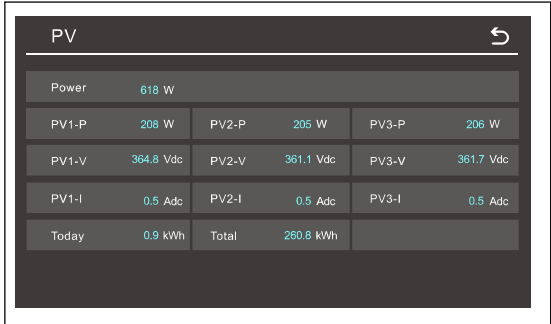 PV
Power 618 W
PV1-P 208 W PV2-P 205 W PV3-P 206 W
PV1-V 364.8 Vdc PV2-V 361.1 Vdc PV3-V 361.7 Vdc
PV1-I 0.5 Adc PV2-I 0.5 Adc PV3-I 0.5 Adc
Today 0.9 kWh Total 260.8 kWh